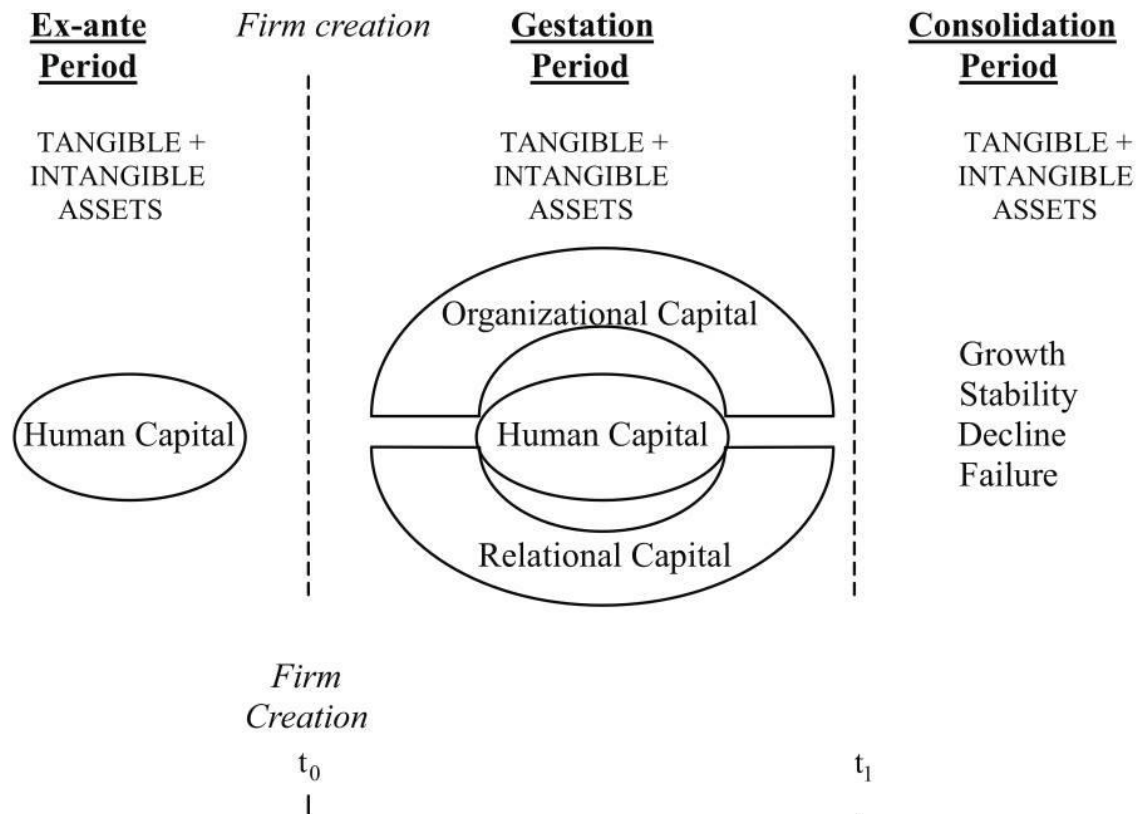 Ex-ante
Period
Firm creation
Gestation
Period
Consolidation
Period
TANGIBLE +
INTANGIBLE
ASSETS
TANGIBLE +
INTANGIBLE
ASSETS
TANGIBLE +
INTANGIBLE
ASSETS
Human Capital
Organizational Capital
Human Capital
Relational Capital
Growth
Stability
Decline
Failure
Firm
Creation
t0
t1